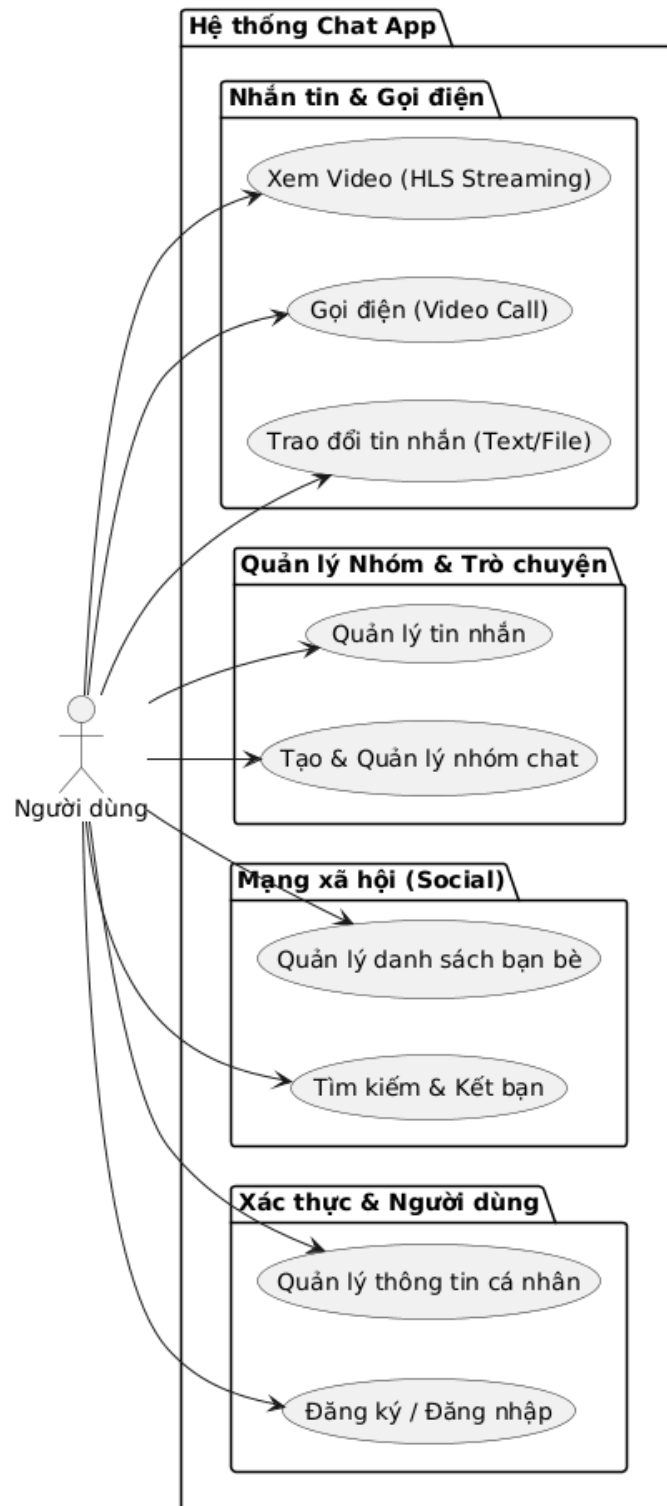 Hệ thống Chat App
Nhắn tin & Gọi điện
Xem Video (HLS Streaming)
Gọi điện (Video Call)
Trao đổi tin nhắn (Text/File)
Quản lý Nhóm & Trò chuyện
Quản lý tin nhắn
Tạo & Quản lý nhóm chat
Người dùng
Mạng xã hội (Social)
Quản lý danh sách bạn bè
Tìm kiếm & Kết bạn
Xác thực & Người dùng
Quản lý thông tin cá nhân
Đăng ký / Đăng nhập